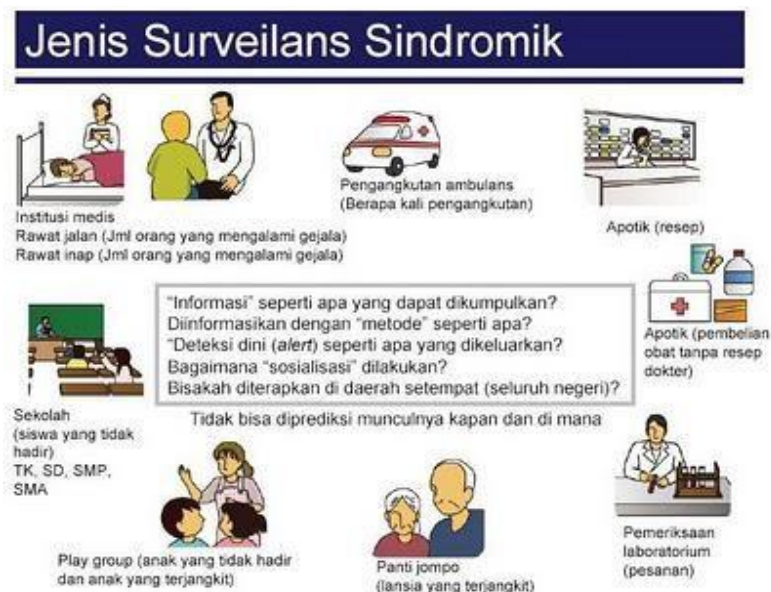 Jenis Surveilans Sindromik
Institusi medis
Rawat jalan (Jml orang yang mengalami gejala)
Rawat inap (Jml orang yang mengalami gejala)
Pengangkutan ambulans
(Berapa kali pengangkutan)
Apotik (resep)
"Informasi" seperti apa yang dapat dikumpulkan?
Diinformasikan dengan "metode" seperti apa?
"Deteksi dini (alert) seperti apa yang dikeluarkan?
Bagaimana "sosialisasi" dilakukan?
Bisakah diterapkan di daerah setempat (seluruh negeri)?
Apotik (pembelian
obat tanpa resep
dokter)
Tidak bisa diprediksi munculnya kapan dan di mana
Sekolah
(siswa yang tidak
hadir)
TK, SD, SMP,
SMA
Play group (anak yang tidak hadir
dan anak yang terjangkit)
Panti jompo
(lansia yang terjangkit)
Pemeriksaan
laboratorium
(pesanan)